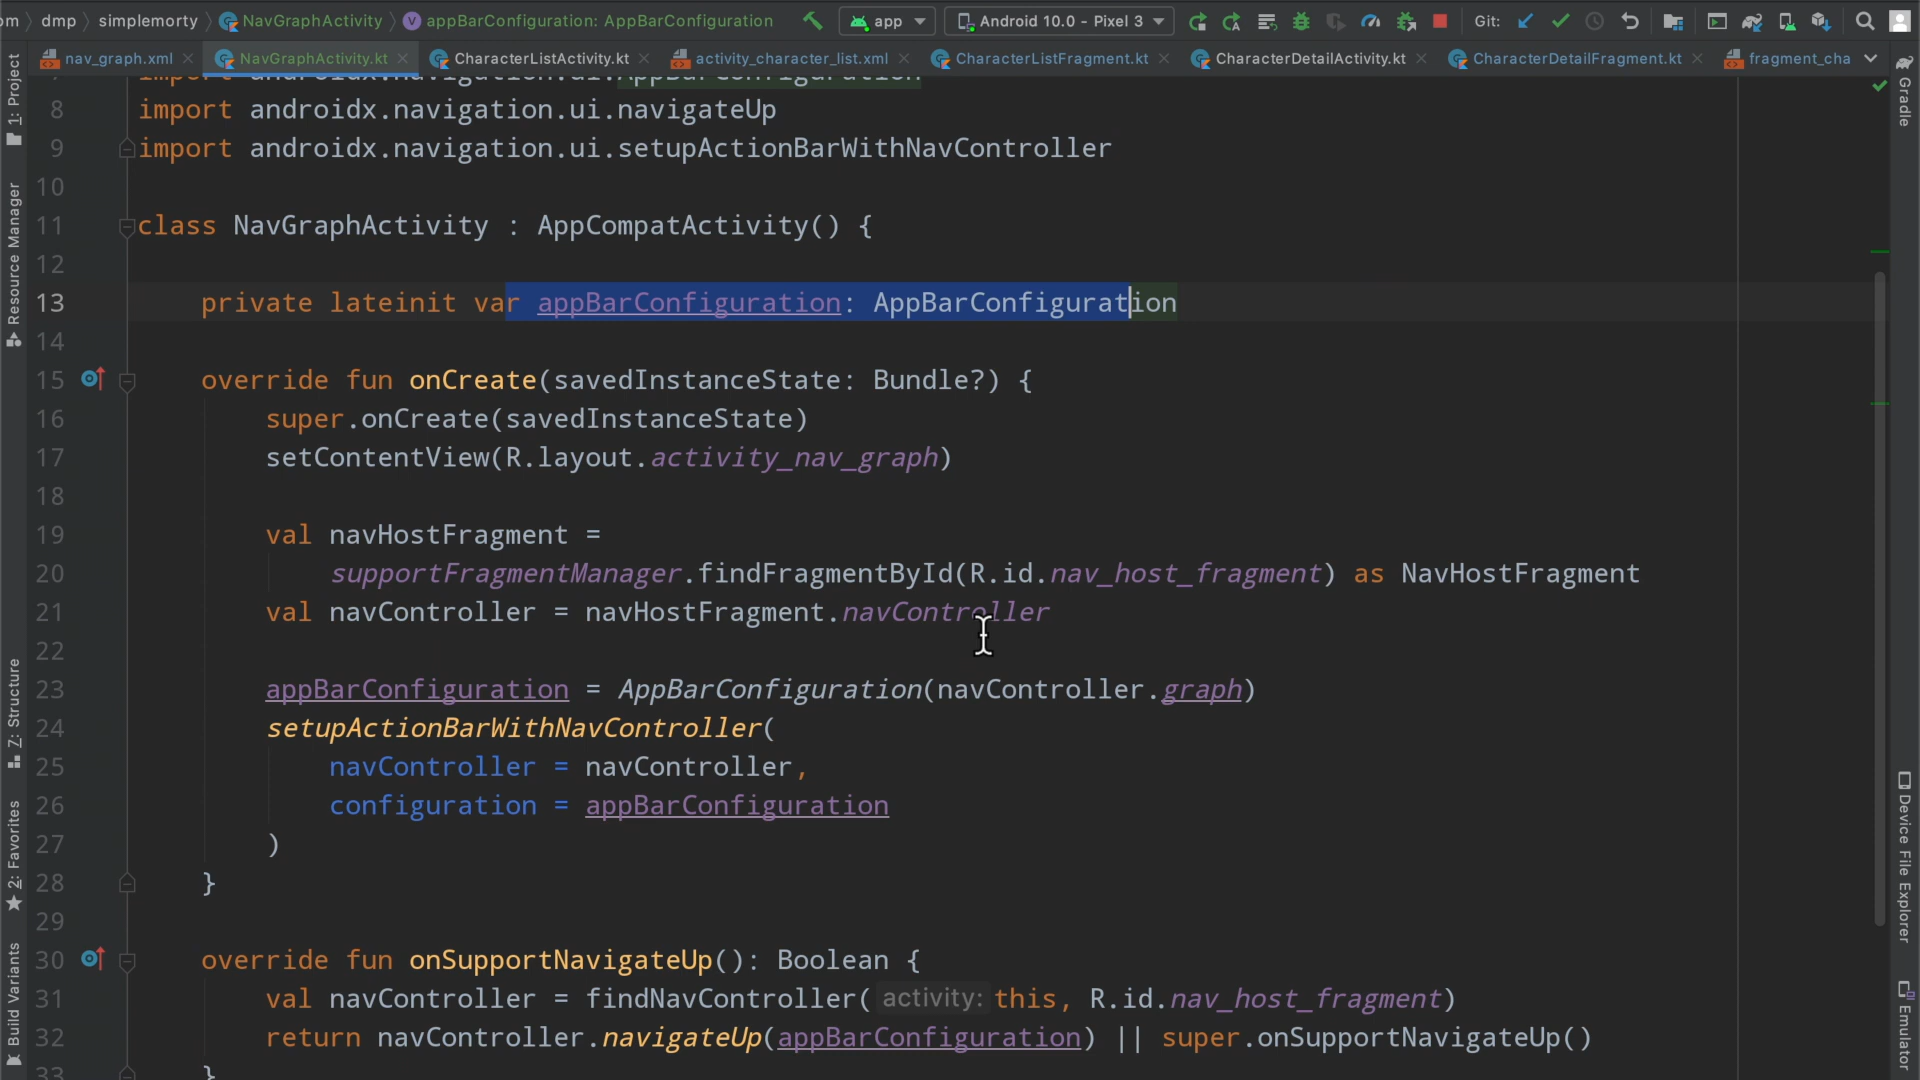 om dmp simplemorty NavGraphActivity appBarConfiguration: AppBarConfiguration app Android 10.0 - Pixel 3 Git:
nav_graph.xml NavGraphActivity.kt CharacterListActivity.kt activity_character_list.xml CharacterListFragment.kt CharacterDetailActivity.kt CharacterDetailFragment.kt fragment_cha
import androidx.navigation.ui.AppBarConfiguration
8 import androidx.navigation.ui.navigateUp
9 import androidx.navigation.ui.setupActionBarWithNavController
10
11 class NavGraphActivity : AppCompatActivity() {
12
13 private lateinit var appBarConfiguration: AppBarConfiguration
14
15 override fun onCreate(savedInstanceState: Bundle?) {
16 super.onCreate(savedInstanceState)
17 setContentView(R.layout.activity_nav_graph)
18
19 val navHostFragment =
20 supportFragmentManager.findFragmentById(R.id.nav_host_fragment) as NavHostFragment
21 val navController = navHostFragment.navController
22
23 appBarConfiguration = AppBarConfiguration(navController.graph)
24 setupActionBarWithNavController(
25 navController = navController,
26 configuration = appBarConfiguration
27 )
28 }
29
30 override fun onSupportNavigateUp(): Boolean {
31 val navController = findNavController( activity: this, R.id.nav_host_fragment)
32 return navController.navigateUp(appBarConfiguration) || super.onSupportNavigateUp()
33 }
1: Project
Resource Manager
Z: Structure
2: Favorites
Build Variants
Gradle
Device File Explorer
Emulator